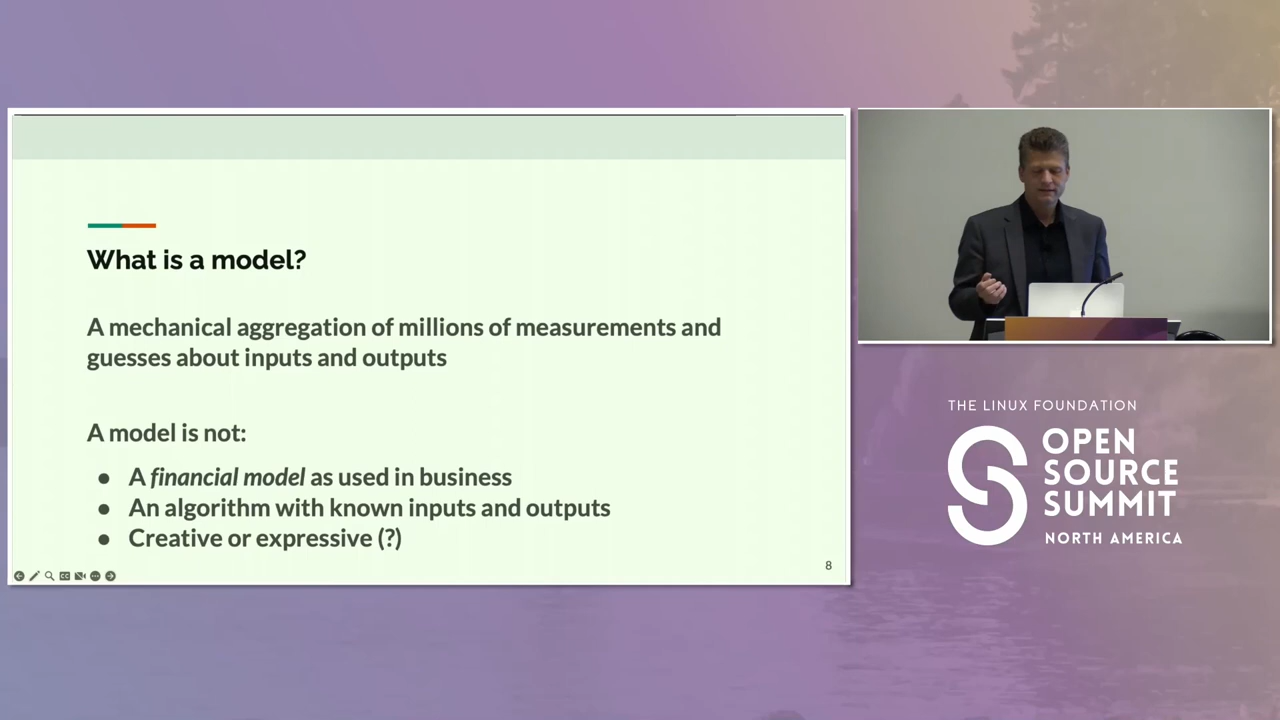 What is a model?
A mechanical aggregation of millions of measurements and
guesses about inputs and outputs
A model is not:
● A financial model as used in business
● An algorithm with known inputs and outputs
● Creative or expressive (?)
8
THE LINUX FOUNDATION
OPEN
SOURCE
SUMMIT
NORTH AMERICA